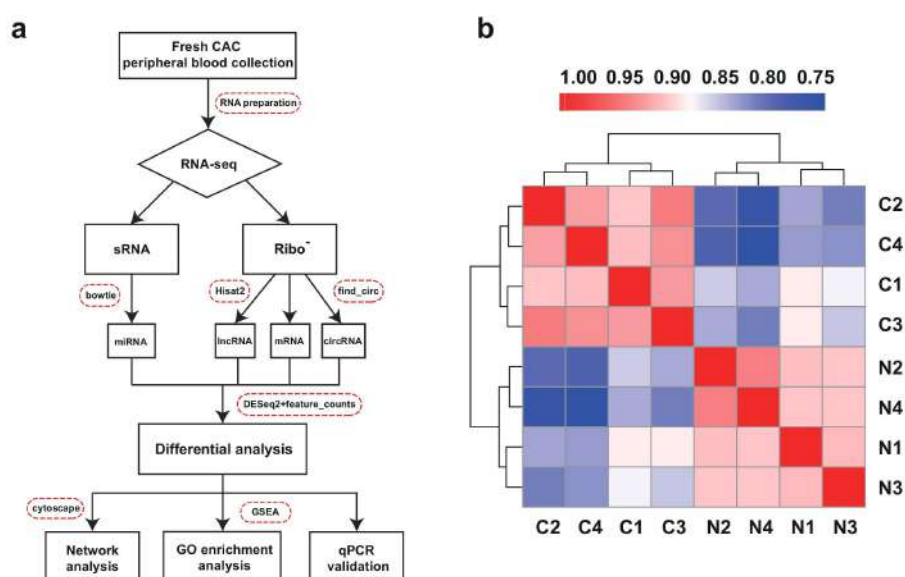 a
Fresh CAC
peripheral blood collection
RNA preparation
RNA-seq
sRNA
Ribo⁻
bowtie
Hisat2
find_circ
miRNA
lncRNA
mRNA
circRNA
DESeq2+feature_counts
Differential analysis
cytoscape
GSEA
Network
analysis
GO enrichment
analysis
qPCR
validation
b
1.00 0.95 0.90 0.85 0.80 0.75
C2
C4
C1
C3
N2
N4
N1
N3
C2 C4 C1 C3 N2 N4 N1 N3